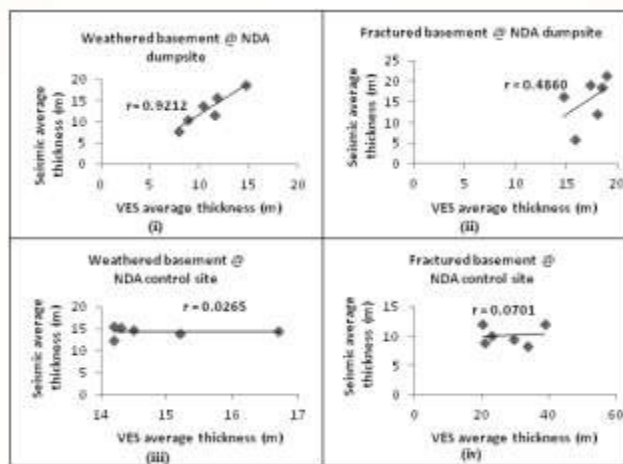 Weathered basement @ NDA
dumpsite
Seismic average
thickness (m)
20
15
10
5
0
r=0.9212
0 5 10 15 20
VES average thickness (m)
(i)
Fractured basement @ NDA dumpsite
Seismic average
thickness (m)
25
20
15
10
5
0
r = 0.4860
0 5 10 15 20
VES average thickness (m)
(ii)
Weathered basement @
NDA control site
Seismic average
thickness (m)
20
15
10
5
0
r = 0.0265
14 15 16 17
VES average thickness (m)
(iii)
Fractured basement @
NDA control site
Seismic average
thickness (m)
15
10
5
0
r = 0.0701
0 20 40 60
VES average thickness (m)
(iv)